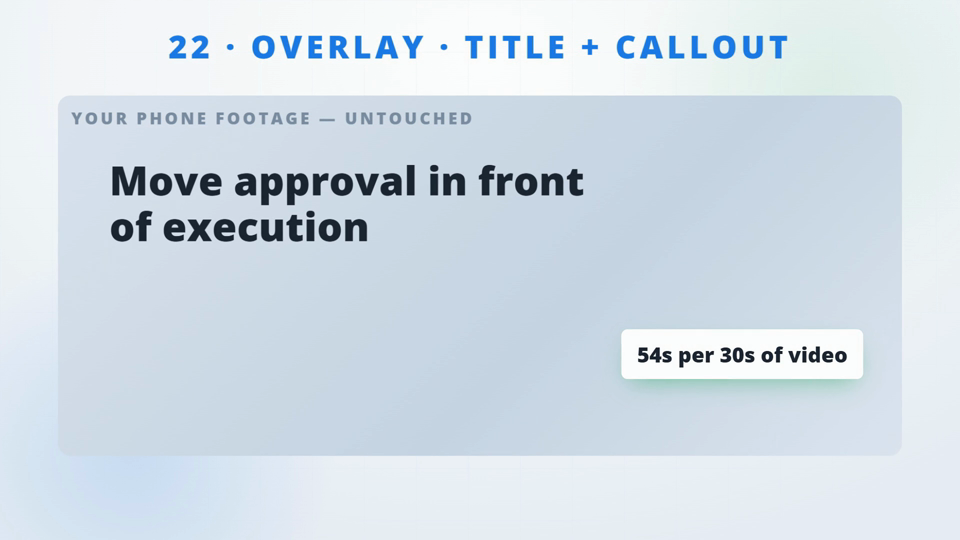 22 · OVERLAY · TITLE + CALLOUT
YOUR PHONE FOOTAGE — UNTOUCHED
Move approval in front
of execution
54s per 30s of video